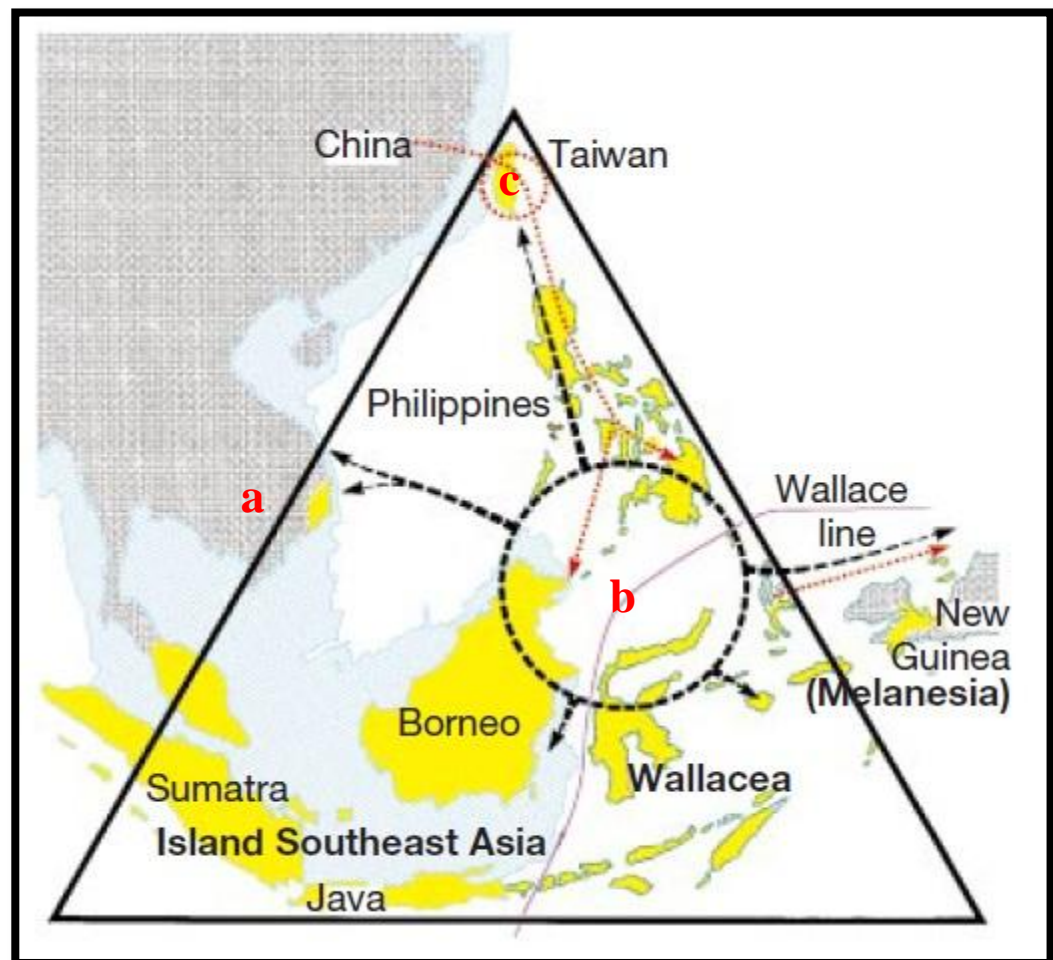 China
Taiwan
c
Philippines
a
Wallace
line
b
New
Guinea
(Melanesia)
Borneo
Wallacea
Sumatra
Island Southeast Asia
Java